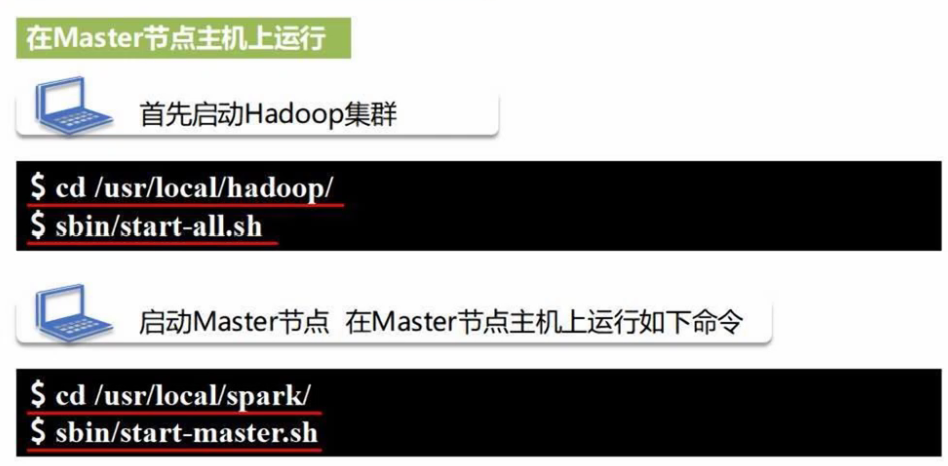 在Master节点主机上运行
首先启动Hadoop集群
$ cd /usr/local/hadoop/
$ sbin/start-all.sh
启动Master节点 在Master节点主机上运行如下命令
$ cd /usr/local/spark/
$ sbin/start-master.sh